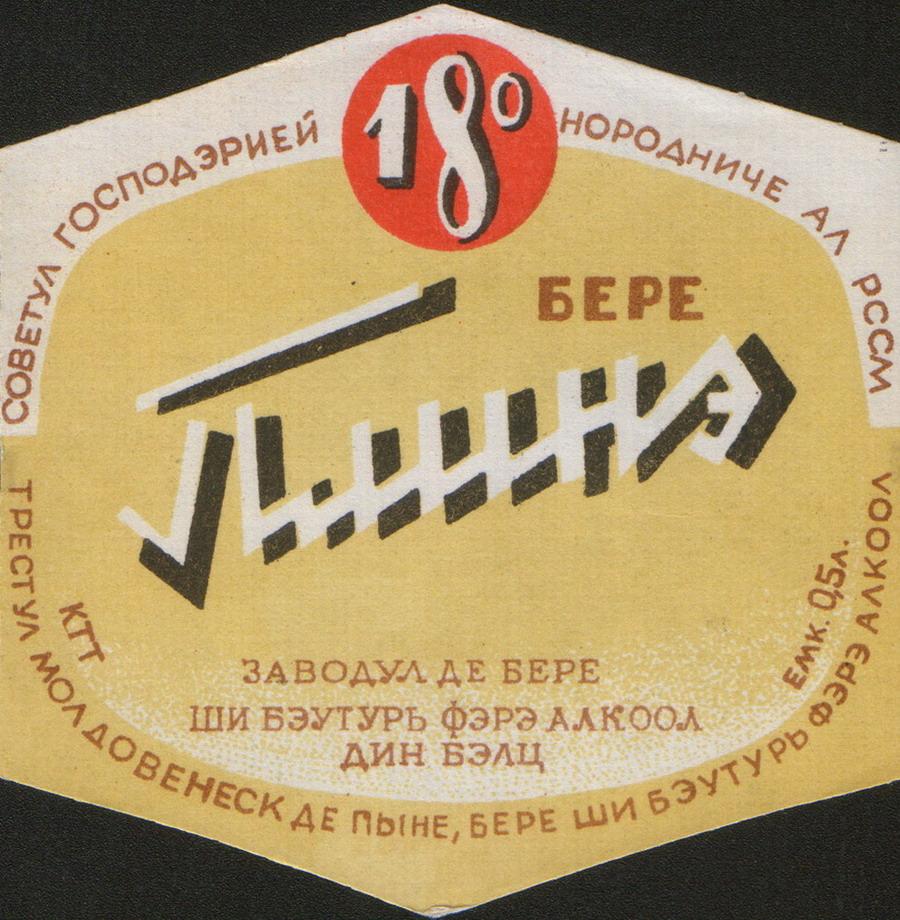 18°
СОВЕТУЛ ГОСПОДЭРИЕЙ НОРОДНИЧЕ АЛ РССМ
БЕРЕ
ЗАВОДУЛ ДЕ БЕРЕ
ШИ БЭУТУРЬ ФЭРЭ АЛКООЛ
ДИН БЭЛЦ
КТТ
ЕМК. 0,5л.
ТРЕСТУЛ МОЛДОВЕНЕСК ДЕ ПЫНЕ, БЕРЕ ШИ БЭУТУРЬ ФЭРЭ АЛКООЛ